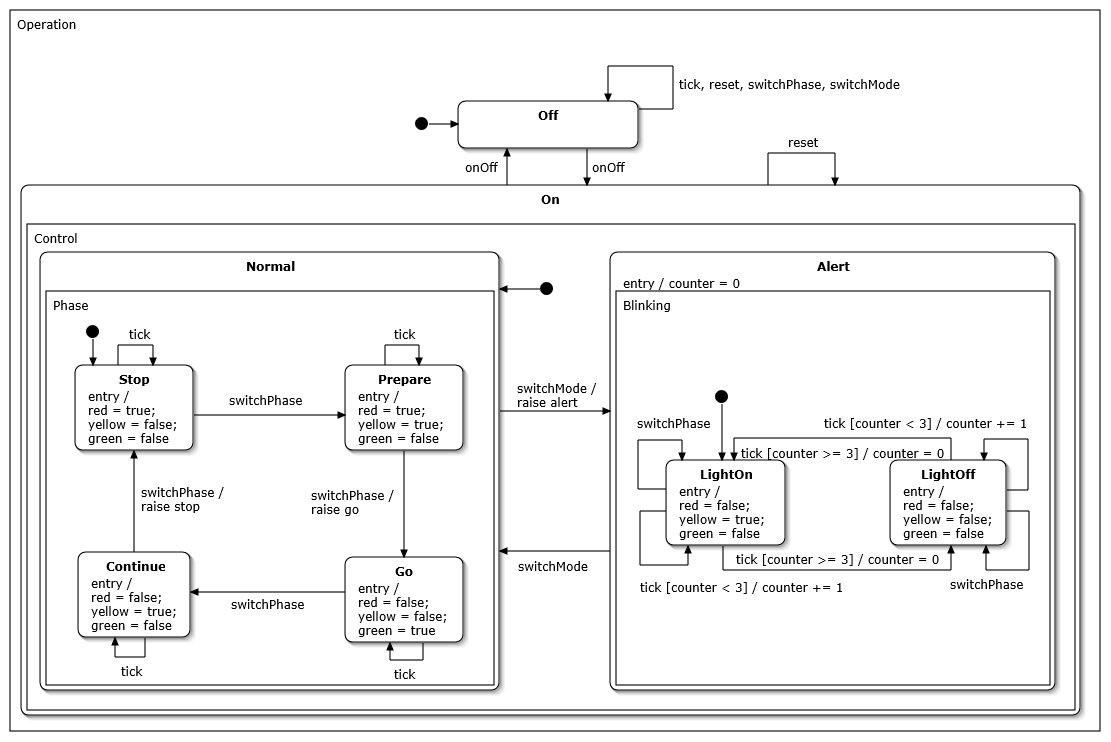 Operation
tick, reset, switchPhase, switchMode
Off
onOff
onOff
reset
On
Control
Normal
Alert
entry / counter = 0
Phase
Blinking
tick
tick
Stop
entry /
red = true;
yellow = false;
green = false
switchPhase
Prepare
entry /
red = true;
yellow = true;
green = false
switchMode /
raise alert
switchPhase
tick [counter < 3] / counter += 1
tick [counter >= 3] / counter = 0
LightOn
entry /
red = false;
yellow = true;
green = false
LightOff
entry /
red = false;
yellow = false;
green = false
switchPhase /
raise stop
switchPhase /
raise go
tick [counter >= 3] / counter = 0
switchMode
tick [counter < 3] / counter += 1
switchPhase
Continue
entry /
red = false;
yellow = true;
green = false
switchPhase
Go
entry /
red = false;
yellow = false;
green = true
tick
tick